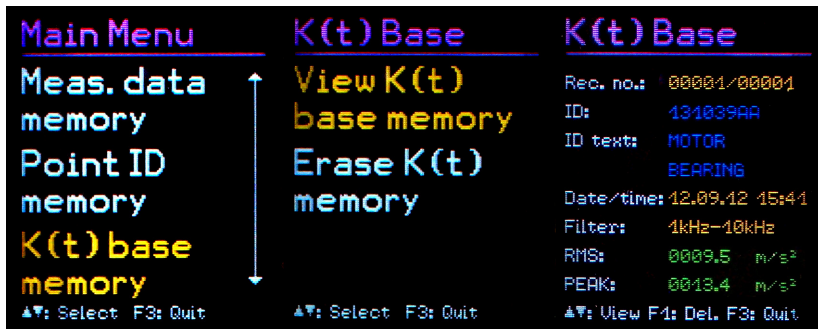 Main Menu
Meas. data
memory
Point ID
memory
K(t) base
memory
▲▼: Select F3: Quit
K(t) Base
View K(t)
base memory
Erase K(t)
memory
▲▼: Select F3: Quit
K(t) Base
Rec. no.: 00001/00001
ID: 131039AA
ID text: MOTOR
BEARING
Date/time: 12.09.12 15:41
Filter: 1kHz-10kHz
RMS: 0009.5 m/s²
PEAK: 0013.4 m/s²
▲▼: View F1: Del. F3: Quit